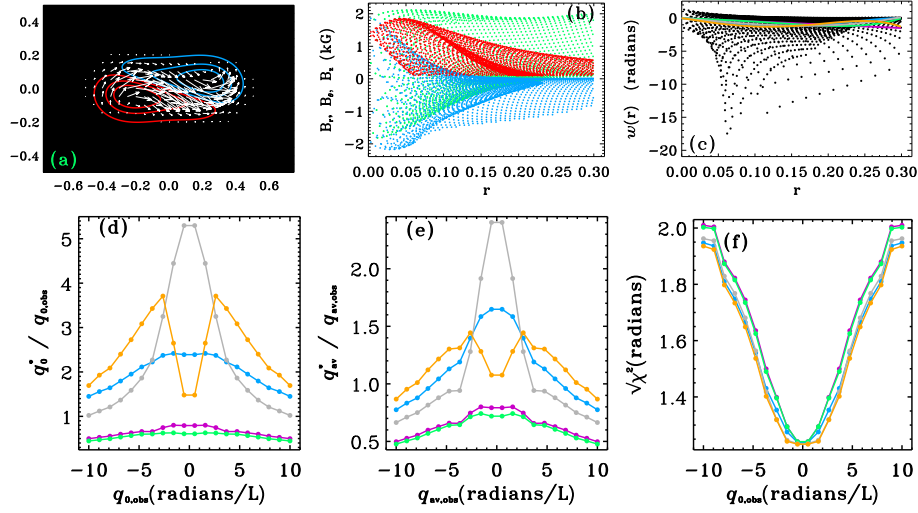 0.4
0.2
0.0
−0.2
−0.4
(a)
−0.6 −0.4 −0.2 0.0 0.2 0.4 0.6
B_r, B_θ, B_z (kG)
2
1
0
−1
−2
(b)
0.00 0.05 0.10 0.15 0.20 0.25 0.30
r
w(r) (radians)
0
−5
−10
−15
−20
(c)
0.00 0.05 0.10 0.15 0.20 0.25 0.30
r
q*_0 / q_0,obs
5
4
3
2
1
(d)
−10 −5 0 5 10
q_0,obs(radians/L)
q*_av / q_av,obs
2.0
1.5
1.0
0.5
(e)
−10 −5 0 5 10
q_av,obs(radians/L)
√χ²(radians)
2.0
1.8
1.6
1.4
(f)
−10 −5 0 5 10
q_0,obs(radians/L)